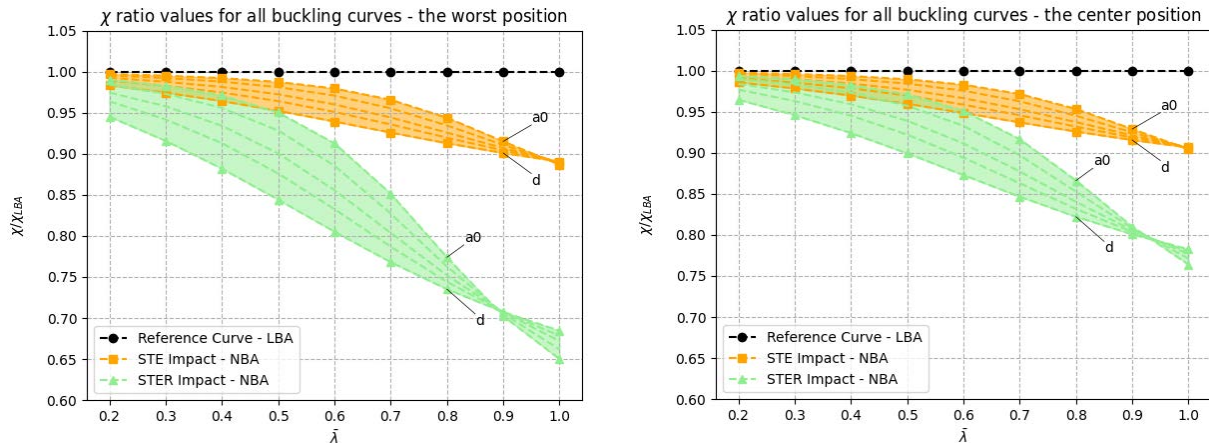 χ ratio values for all buckling curves - the worst position
1.05
1.00
0.95
0.90
0.85
0.80
0.75
0.70
0.65
0.60
χ/χLBA
a0
d
a0
d
Reference Curve - LBA
STE Impact - NBA
STER Impact - NBA
0.2 0.3 0.4 0.5 0.6 0.7 0.8 0.9 1.0
λ̄
χ ratio values for all buckling curves - the center position
1.05
1.00
0.95
0.90
0.85
0.80
0.75
0.70
0.65
0.60
χ/χLBA
a0
d
a0
d
Reference Curve - LBA
STE Impact - NBA
STER Impact - NBA
0.2 0.3 0.4 0.5 0.6 0.7 0.8 0.9 1.0
λ̄